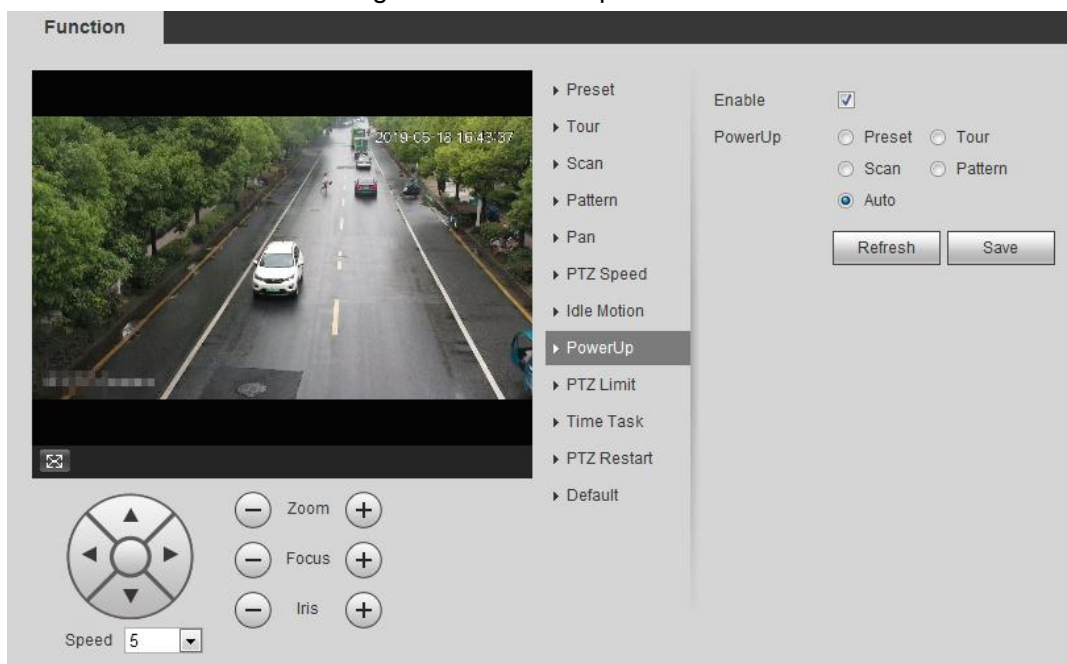 Function
2019-05-18 16:43:37
Preset
Tour
Scan
Pattern
Pan
PTZ Speed
Idle Motion
PowerUp
PTZ Limit
Time Task
PTZ Restart
Default
Enable
PowerUp
Preset Tour
Scan Pattern
Auto
Refresh Save
Zoom
Focus
Iris
Speed 5